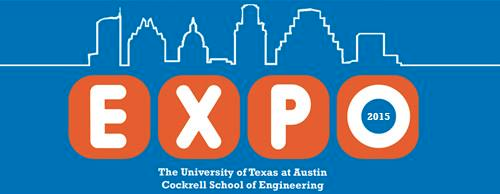 EXPO
2015
The University of Texas at Austin
Cockrell School of Engineering